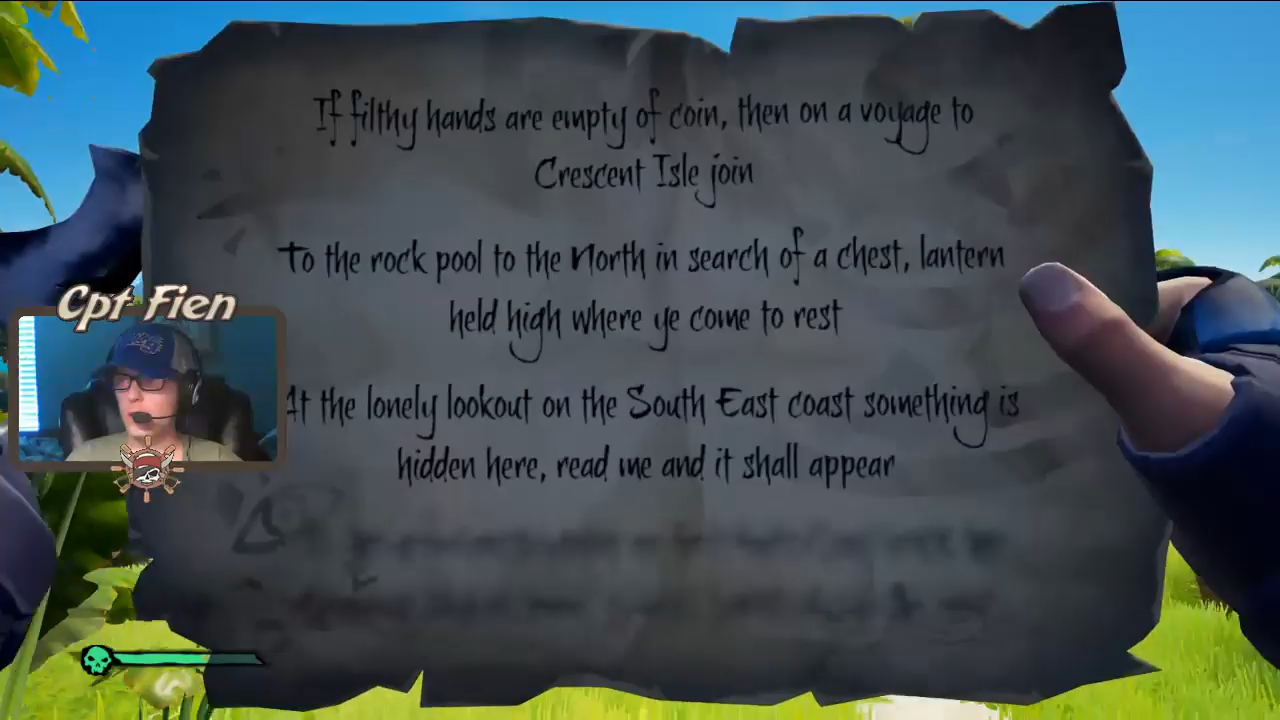 If filthy hands are empty of coin, then on a voyage to
Crescent Isle join
To the rock pool to the North in search of a chest, lantern
held high where ye come to rest
Cpt Fien
At the lonely lookout on the South East coast something is
hidden here, read me and it shall appear